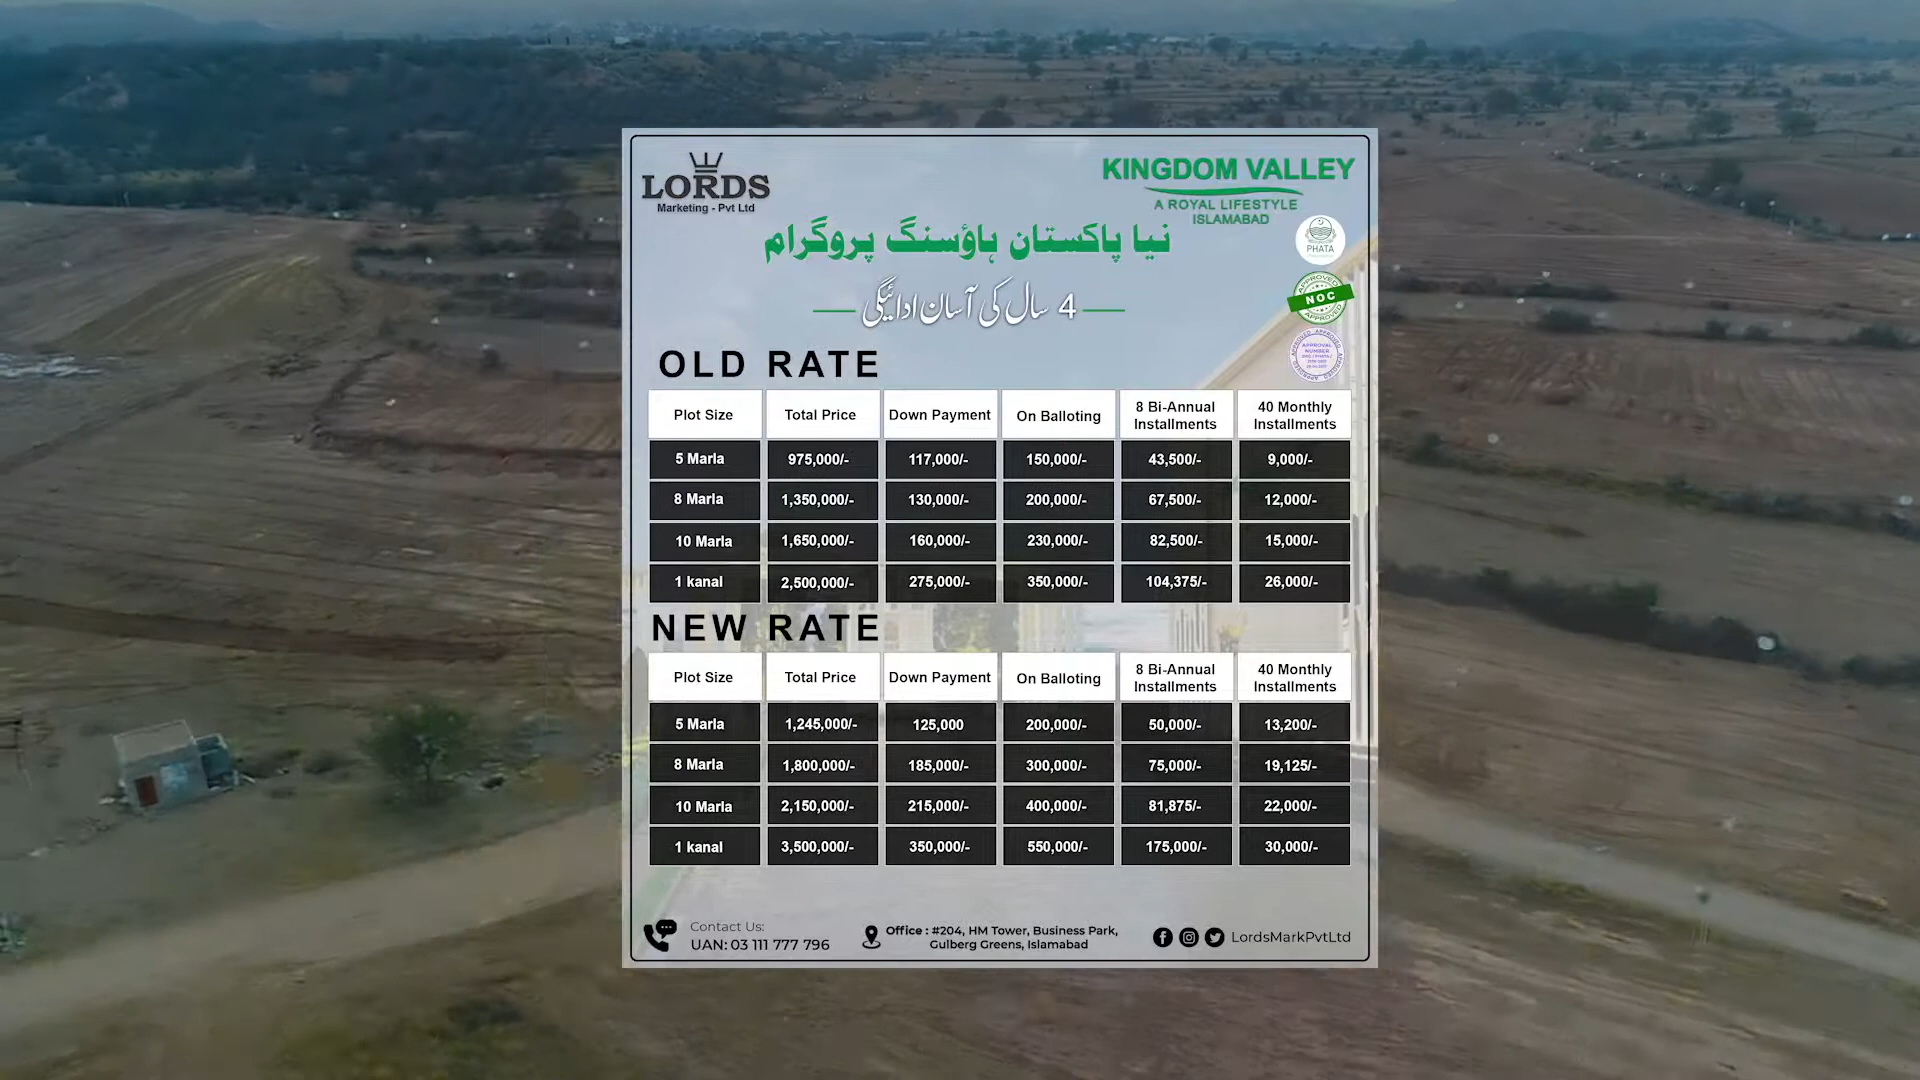 LORDS
Marketing - Pvt Ltd
KINGDOM VALLEY
A ROYAL LIFESTYLE
ISLAMABAD
نیا پاکستان ہاؤسنگ پروگرام
4 سال کی آسان ادائیگی
PHATA
APPROVED
NOC
APPROVED
APPROVAL
NUMBER
OLD RATE
Plot Size Total Price Down Payment On Balloting 8 Bi-Annual Installments 40 Monthly Installments
5 Marla 975,000/- 117,000/- 150,000/- 43,500/- 9,000/-
8 Marla 1,350,000/- 130,000/- 200,000/- 67,500/- 12,000/-
10 Marla 1,650,000/- 160,000/- 230,000/- 82,500/- 15,000/-
1 kanal 2,500,000/- 275,000/- 350,000/- 104,375/- 26,000/-
NEW RATE
Plot Size Total Price Down Payment On Balloting 8 Bi-Annual Installments 40 Monthly Installments
5 Marla 1,245,000/- 125,000 200,000/- 50,000/- 13,200/-
8 Marla 1,800,000/- 185,000/- 300,000/- 75,000/- 19,125/-
10 Marla 2,150,000/- 215,000/- 400,000/- 81,875/- 22,000/-
1 kanal 3,500,000/- 350,000/- 550,000/- 175,000/- 30,000/-
Contact Us:
UAN: 03 111 777 796
Office : #204, HM Tower, Business Park,
Gulberg Greens, Islamabad
LordsMarkPvtLtd